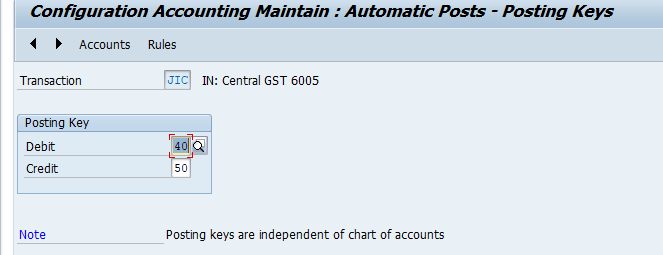 Configuration Accounting Maintain : Automatic Posts - Posting Keys
Accounts Rules
Transaction JIC IN: Central GST 6005
Posting Key
Debit 40
Credit 50
Note Posting keys are independent of chart of accounts